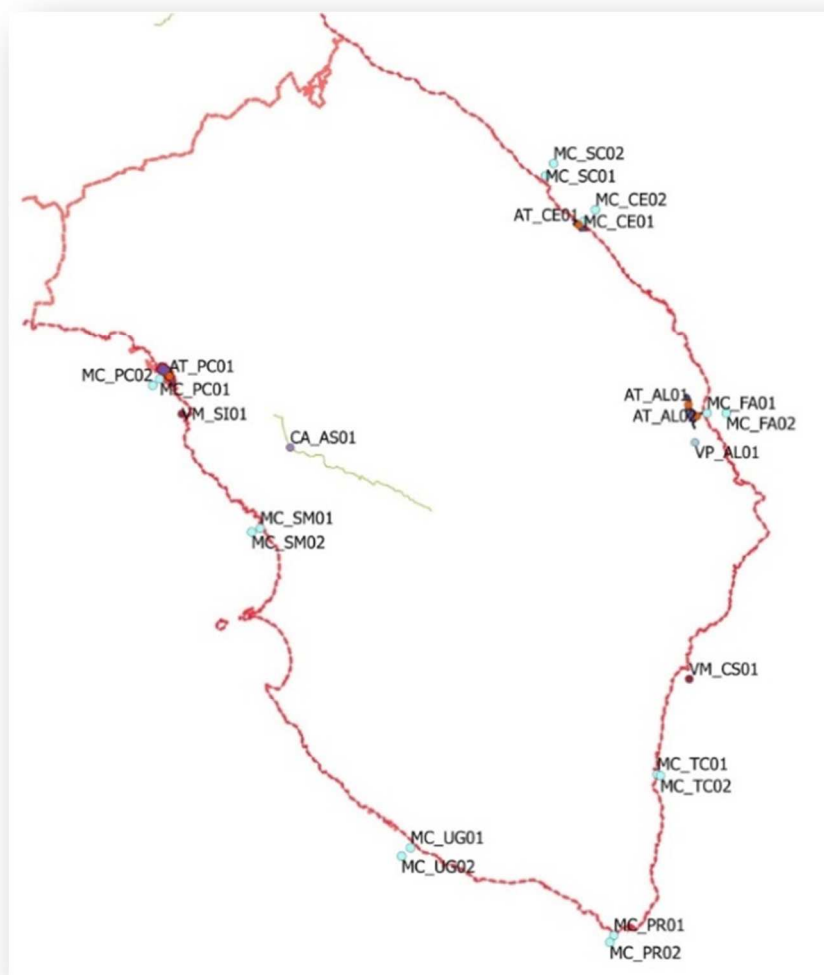 MC_SC02
MC_SC01
MC_CE02
AT_CE01
MC_CE01
AT_PC01
MC_PC02
MC_PC01
AT_AL01
MC_FA01
VM_SI01
AT_AL02
MC_FA02
CA_AS01
VP_AL01
MC_SM01
MC_SM02
VM_CS01
MC_TC01
MC_TC02
MC_UG01
MC_UG02
MC_PR01
MC_PR02